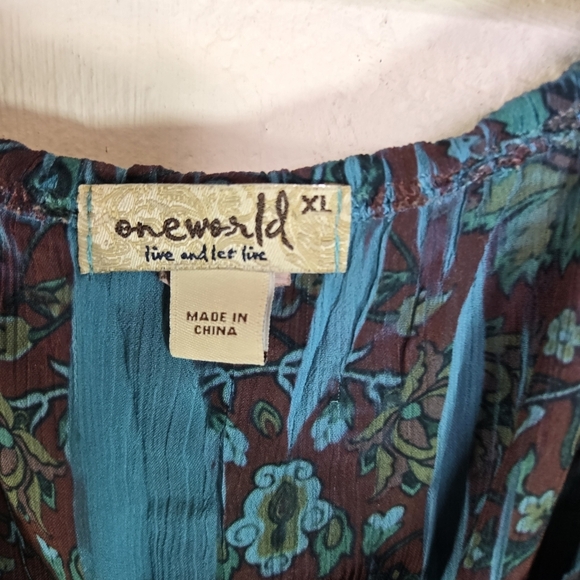 oneworld XL
live and let live
MADE IN
CHINA